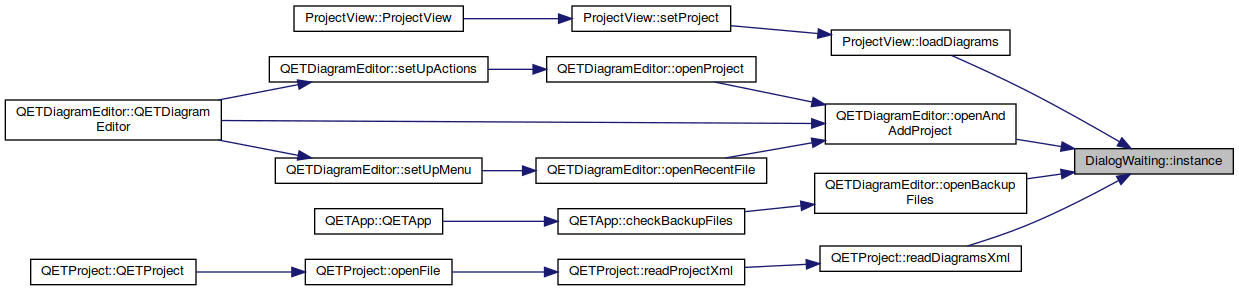 ProjectView::ProjectView
ProjectView::setProject
ProjectView::loadDiagrams
QETDiagramEditor::setUpActions
QETDiagramEditor::openProject
QETDiagramEditor::QETDiagram
Editor
QETDiagramEditor::openAnd
AddProject
DialogWaiting::instance
QETDiagramEditor::setUpMenu
QETDiagramEditor::openRecentFile
QETDiagramEditor::openBackup
Files
QETApp::QETApp
QETApp::checkBackupFiles
QETProject::readDiagramsXml
QETProject::QETProject
QETProject::openFile
QETProject::readProjectXml